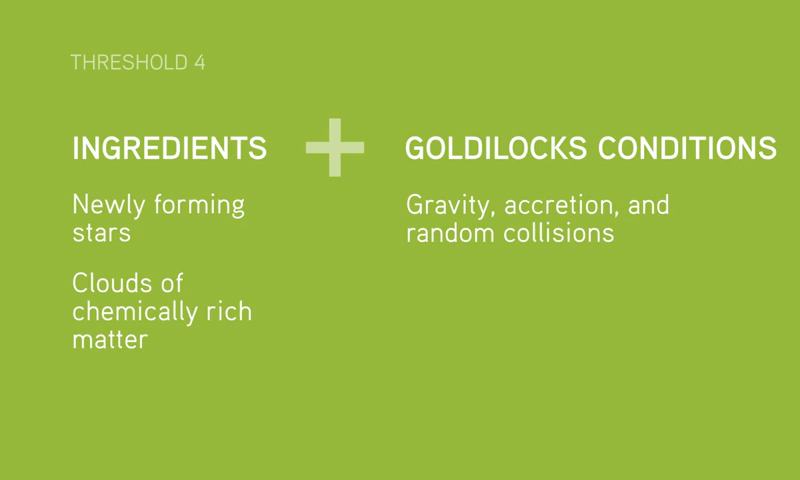 THRESHOLD 4
INGREDIENTS
Newly forming
stars
Clouds of
chemically rich
matter
+
GOLDILOCKS CONDITIONS
Gravity, accretion, and
random collisions